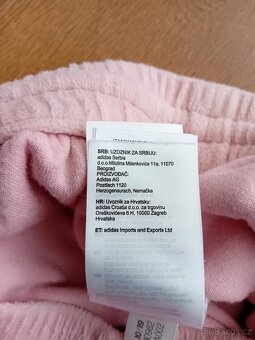 SRB: UZOZNIK ZA SRBIJU:
adidas Serbia
d.o.o.Milutina Milankovića 11a, 11070
Beograd
PROIZVOĐAČ:
Adidas AG
Postfach 1120
Herzogenaurach, Nemačka
HR: Uvoznik za Hrvatsku:
adidas Croatia d.o.o. za trgovinu
Oreškovićeva 6 H, 10000 Zagreb
Hrvatska
ET: adidas Imports and Exports Ltd